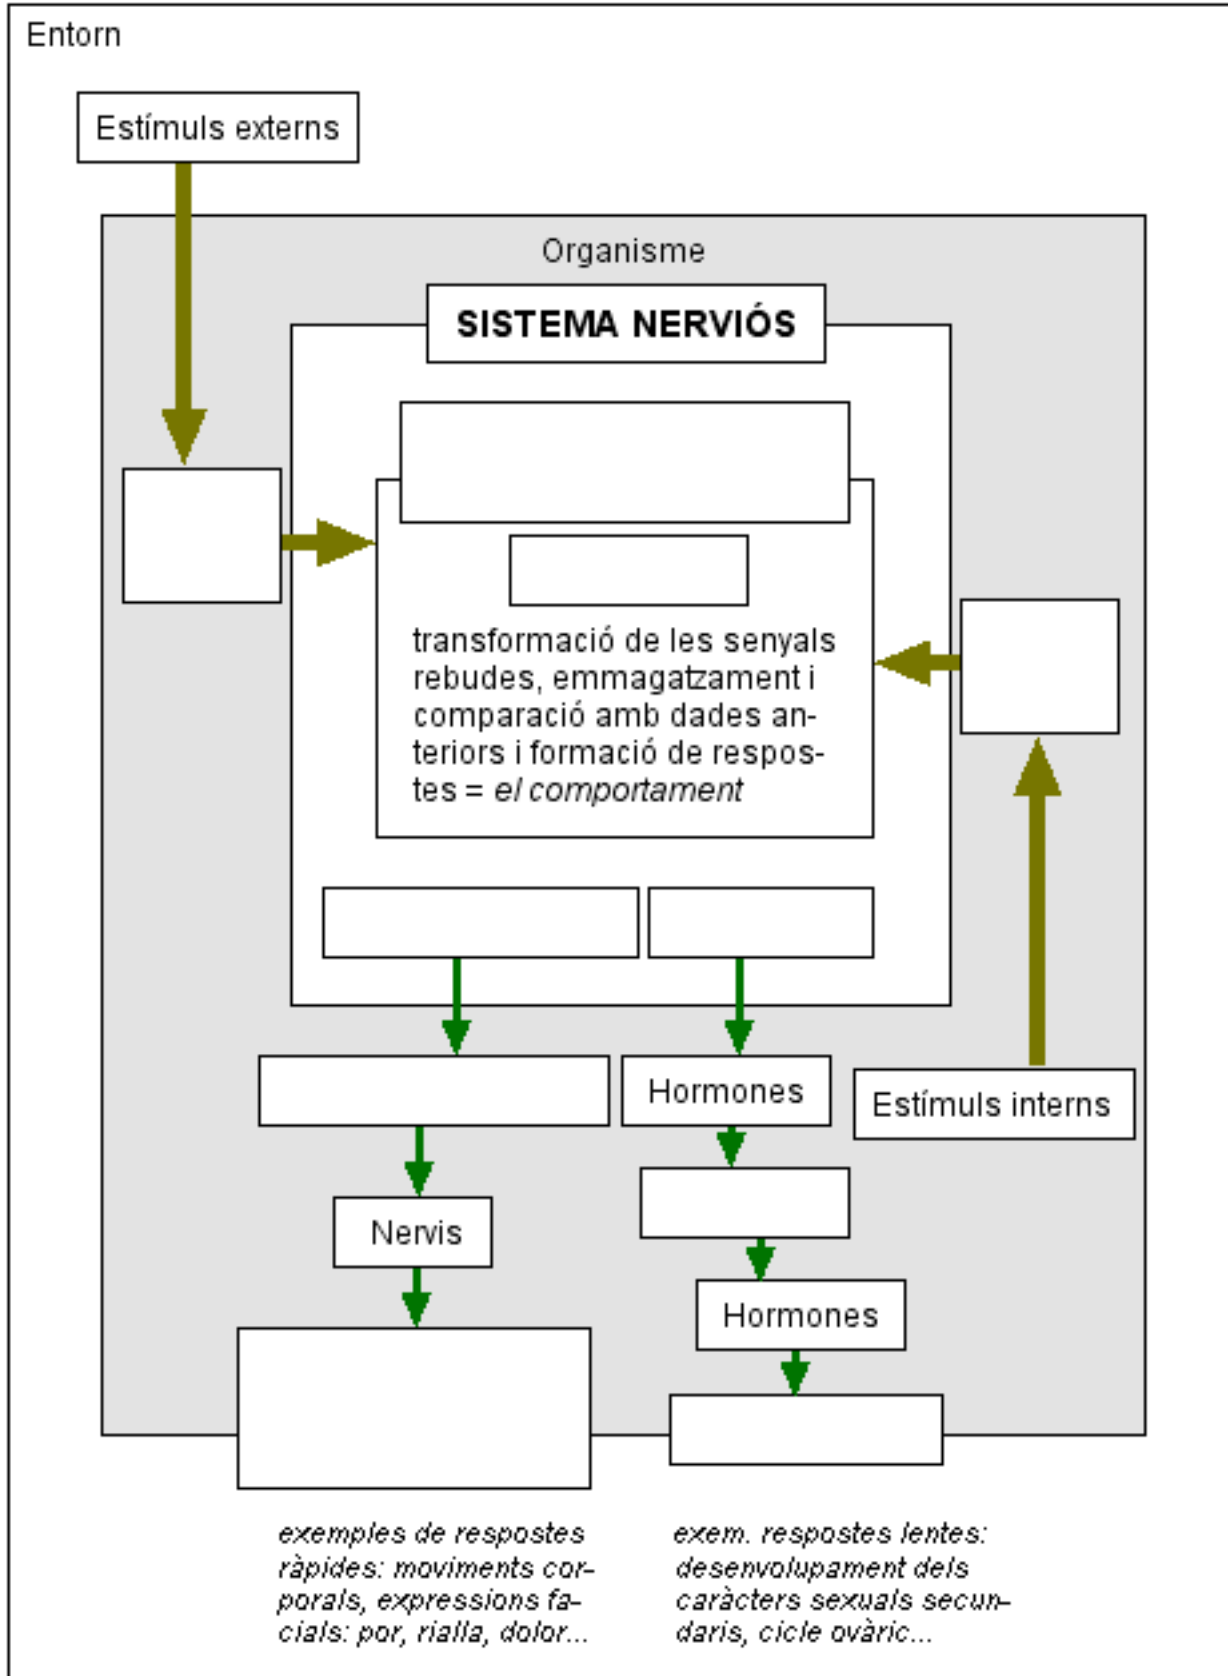 Entorn
Estímuls externs
Organisme
SISTEMA NERVIÓS
transformació de les senyals
rebudes, emmagatzament i
comparació amb dades an-
teriors i formació de respos-
tes = el comportament
Hormones
Estímuls interns
Nervis
Hormones
exemples de respostes
ràpides: moviments cor-
porals, expressions fa-
cials: por, rialla, dolor...
exem. respostes lentes:
desenvolupament dels
caràcters sexuals secun-
daris, cicle ovàric...